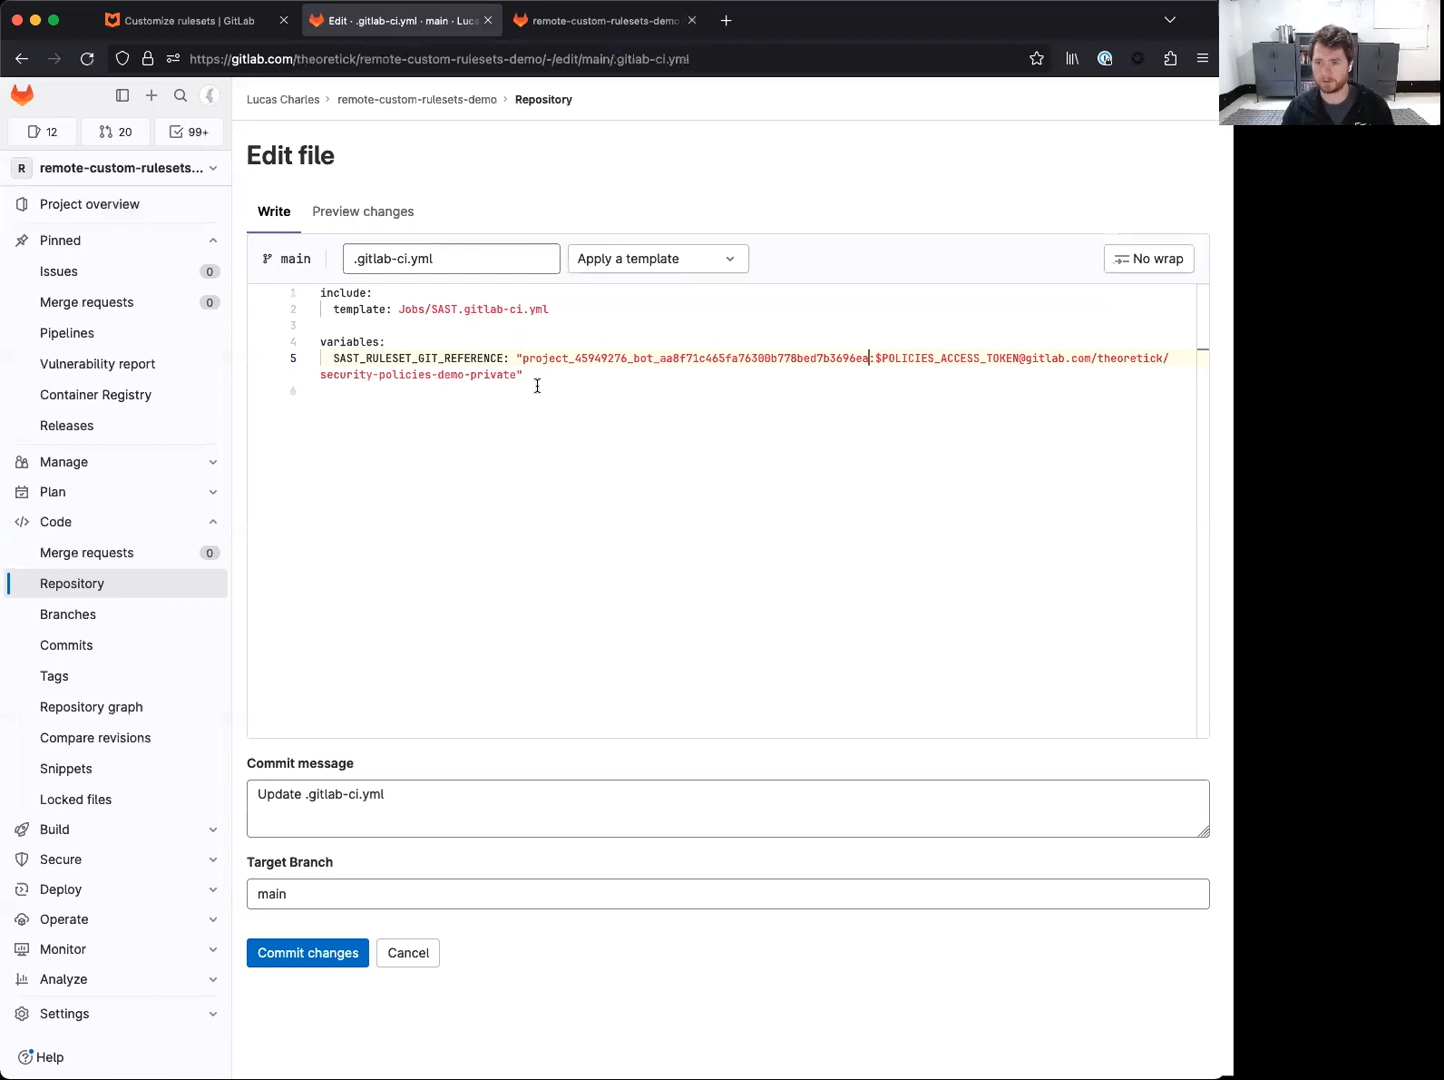 Customize rulesets | GitLab
Edit · .gitlab-ci.yml · main · Luca
remote-custom-rulesets-demo
https://gitlab.com/theoretick/remote-custom-rulesets-demo/-/edit/main/.gitlab-ci.yml
12
20
99+
R remote-custom-rulesets...
Project overview
Pinned
Issues 0
Merge requests 0
Pipelines
Vulnerability report
Container Registry
Releases
Manage
Plan
Code
Merge requests 0
Repository
Branches
Commits
Tags
Repository graph
Compare revisions
Snippets
Locked files
Build
Secure
Deploy
Operate
Monitor
Analyze
Settings
Help
Lucas Charles › remote-custom-rulesets-demo › Repository
Edit file
Write Preview changes
main .gitlab-ci.yml Apply a template No wrap
1 include:
2 template: Jobs/SAST.gitlab-ci.yml
3
4 variables:
5 SAST_RULESET_GIT_REFERENCE: "project_45949276_bot_aa8f71c465fa76300b778bed7b3696ea:$POLICIES_ACCESS_TOKEN@gitlab.com/theoretick/
security-policies-demo-private"
6
Commit message
Update .gitlab-ci.yml
Target Branch
main
Commit changes Cancel